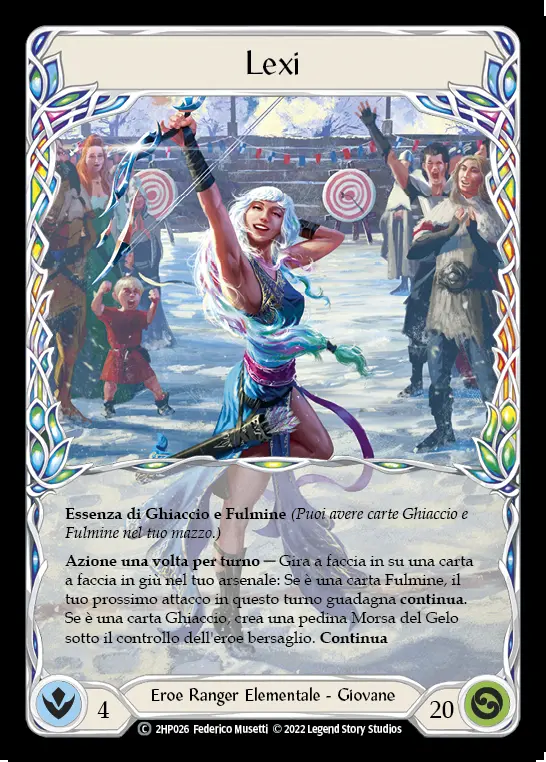 Lexi
Essenza di Ghiaccio e Fulmine (Puoi avere carte Ghiaccio e
Fulmine nel tuo mazzo.)
Azione una volta per turno — Gira a faccia in su una carta
a faccia in giù nel tuo arsenale: Se è una carta Fulmine, il
tuo prossimo attacco in questo turno guadagna continua.
Se è una carta Ghiaccio, crea una pedina Morsa del Gelo
sotto il controllo dell'eroe bersaglio. Continua
4
Eroe Ranger Elementale - Giovane
20
© 2HP026 Federico Musetti © 2022 Legend Story Studios